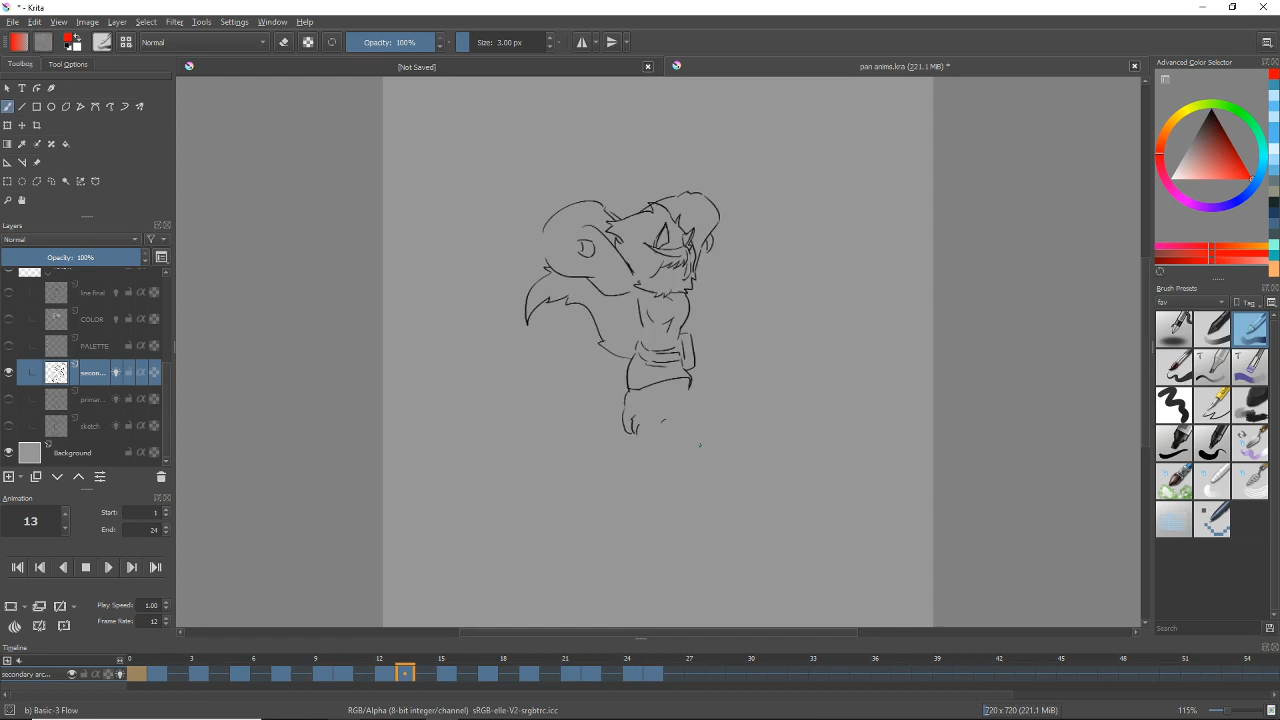 * - Krita
File Edit View Image Layer Select Filter Tools Settings Window Help
Normal Opacity: 100% Size: 3.00 px
Toolbox Tool Options
[Not Saved]
pan anims.kra (221.1 MiB) *
Advanced Color Selector
Layers
Normal
Opacity: 100%
line final
COLOR
PALETTE
secon...
primar...
sketch
Background
Animation
13
Start: 1
End: 24
Play Speed: 1.00
Frame Rate: 12
Brush Presets
fav
Tag
Search
Timeline
0 3 6 9 12 15 18 21 24 27 30 33 36 39 42 45 48 51 54
secondary arc...
b) Basic-3 Flow
RGB/Alpha (8-bit integer/channel) sRGB-elle-V2-srgbtrc.icc
720 x 720 (221.1 MiB)
115%